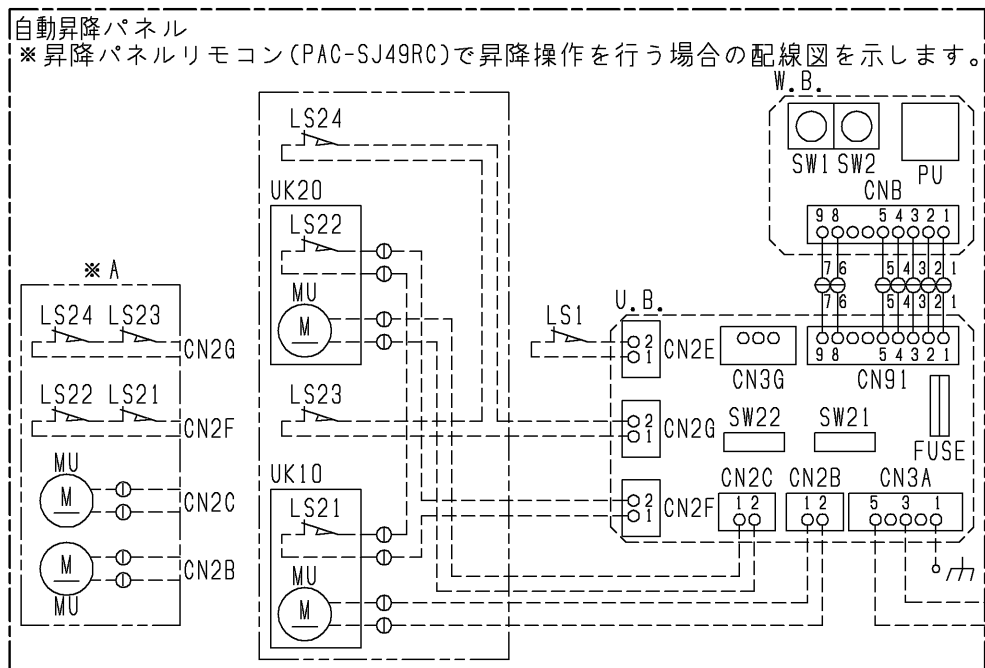 自動昇降パネル
※昇降パネルリモコン(PAC-SJ49RC)で昇降操作を行う場合の配線図を示します。
W.B.
SW1 SW2 PU
CNB
9 8 5 4 3 2 1
7 6 5 4 3 2 1
7 6 5 4 3 2 1
U.B.
9 8 5 4 3 2 1
CN91
CN3G
LS1
2
1
CN2E
FUSE
SW22 SW21
2
1
CN2G
2
1
CN2F
CN2C CN2B CN3A
1 2
1 2
5 3 1
LS24
UK20
LS22
MU
M
LS23
UK10
LS21
MU
M
※A
LS24 LS23
CN2G
LS22 LS21
CN2F
MU
M
CN2C
M
CN2B
MU